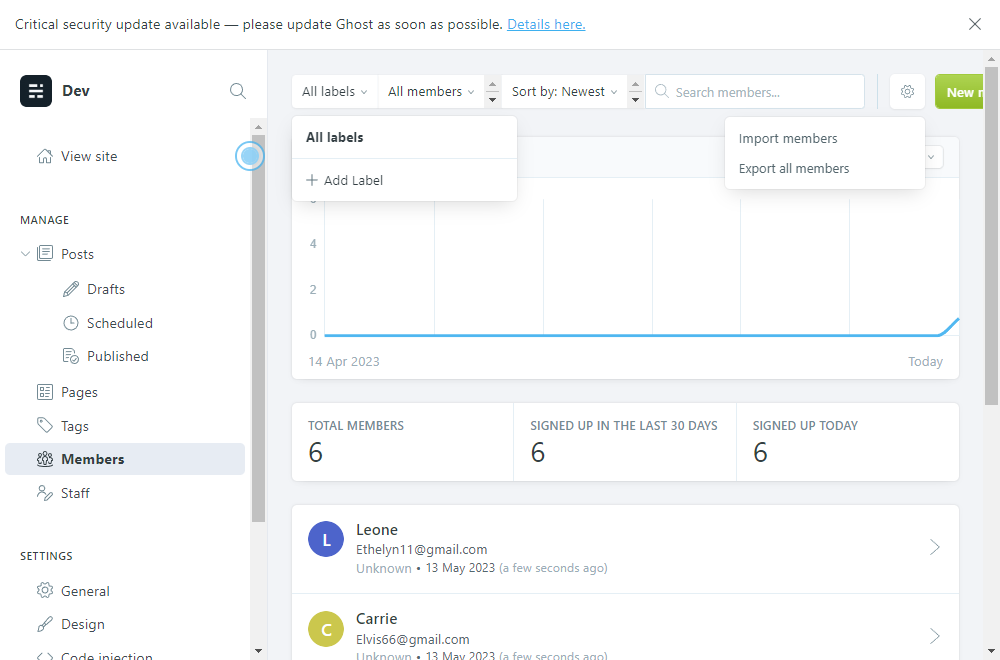 Critical security update available — please update Ghost as soon as possible. Details here.
Dev
View site
MANAGE
Posts
Drafts
Scheduled
Published
Pages
Tags
Members
Staff
SETTINGS
General
Design
Code injection
All labels
All members
Sort by: Newest
Search members...
New
All labels
+ Add Label
Import members
Export all members
4
2
0
14 Apr 2023
Today
TOTAL MEMBERS
6
SIGNED UP IN THE LAST 30 DAYS
6
SIGNED UP TODAY
6
L
Leone
Ethelyn11@gmail.com
Unknown • 13 May 2023 (a few seconds ago)
C
Carrie
Elvis66@gmail.com
Unknown • 13 May 2023 (a few seconds ago)